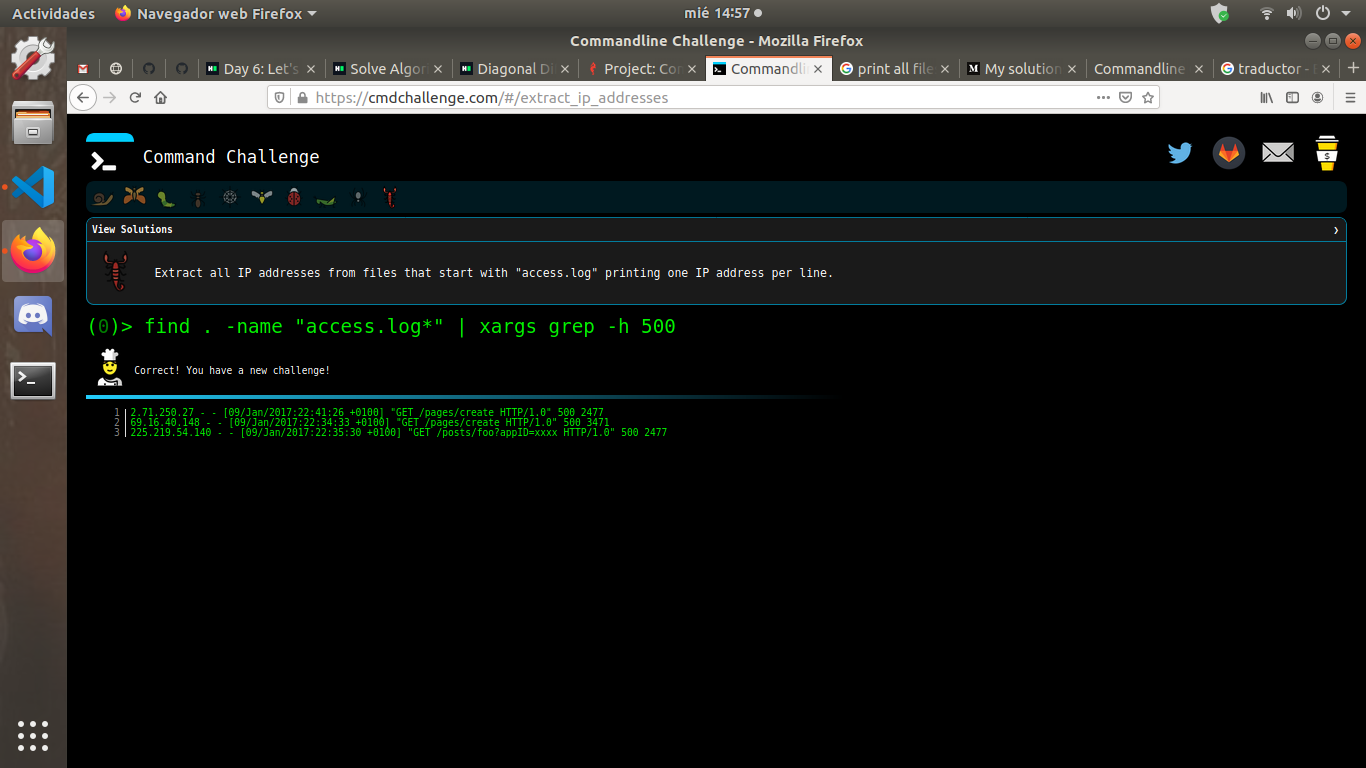 Actividades
Navegador web Firefox
mié 14:57
Commandline Challenge - Mozilla Firefox
Day 6: Let's
Solve Algori
Diagonal Di
Project: Co
Commandli
print all file
My solution
Commandline
traductor -
https://cmdchallenge.com/#/extract_ip_addresses
Command Challenge
View Solutions
Extract all IP addresses from files that start with "access.log" printing one IP address per line.
(0)> find . -name "access.log*" | xargs grep -h 500
Correct! You have a new challenge!
1 2.71.250.27 - - [09/Jan/2017:22:41:26 +0100] "GET /pages/create HTTP/1.0" 500 2477
2 69.16.40.148 - - [09/Jan/2017:22:34:33 +0100] "GET /pages/create HTTP/1.0" 500 3471
3 225.219.54.140 - - [09/Jan/2017:22:35:30 +0100] "GET /posts/foo?appID=xxxx HTTP/1.0" 500 2477